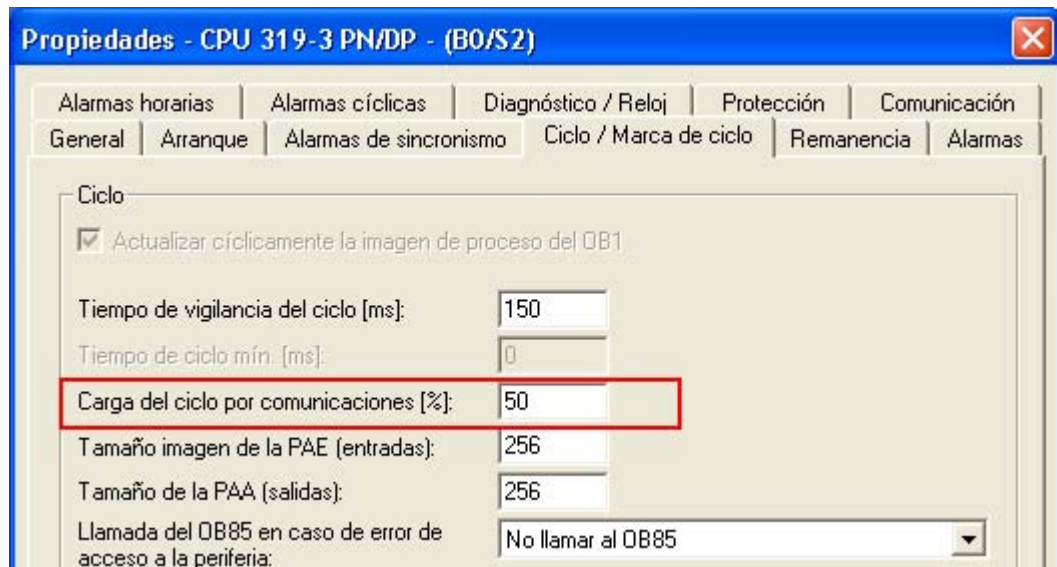 Propiedades - CPU 319-3 PN/DP - (B0/S2)
Alarmas horarias Alarmas cíclicas Diagnóstico / Reloj Protección Comunicación
General Arranque Alarmas de sincronismo Ciclo / Marca de ciclo Remanencia Alarmas
Ciclo
Actualizar cíclicamente la imagen de proceso del OB1
Tiempo de vigilancia del ciclo [ms]: 150
Tiempo de ciclo mín. [ms]: 0
Carga del ciclo por comunicaciones [%]: 50
Tamaño imagen de la PAE (entradas): 256
Tamaño de la PAA (salidas): 256
Llamada del OB85 en caso de error de
acceso a la periferia: No llamar al OB85